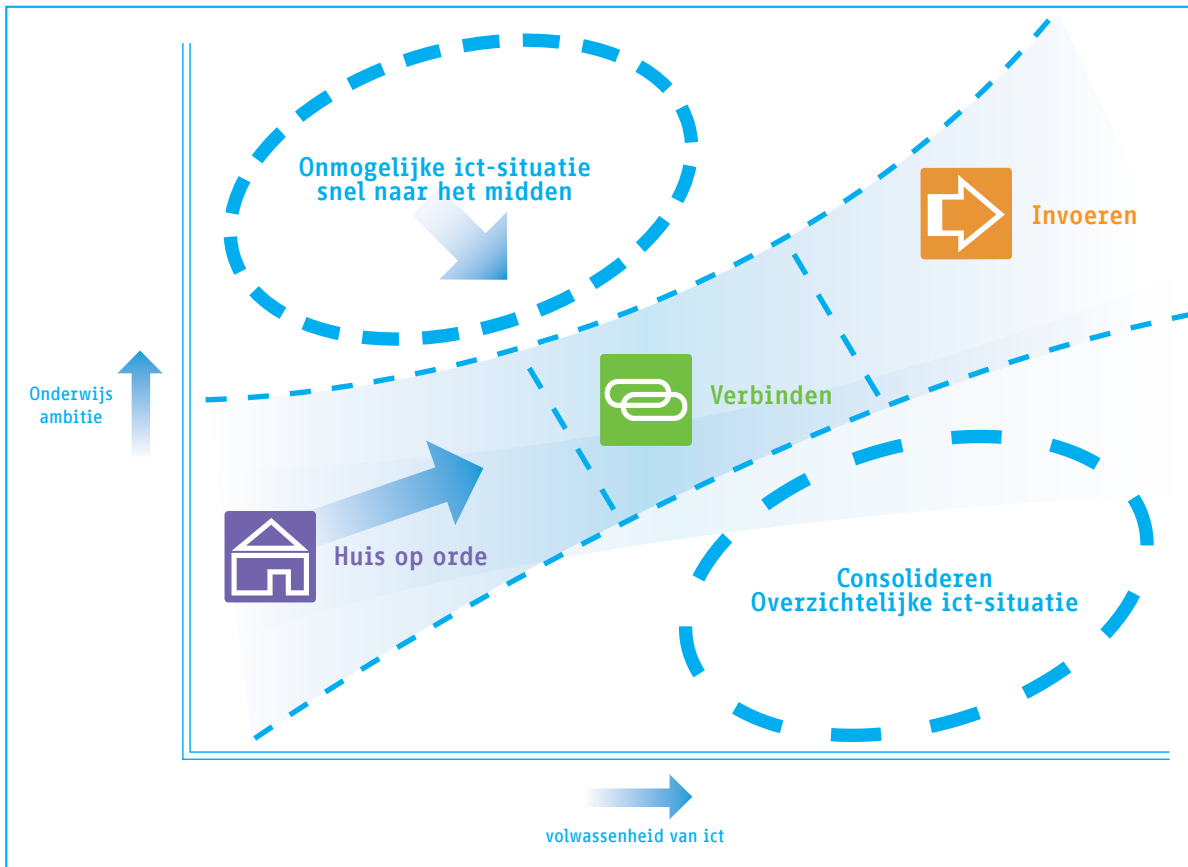 Onmogelijke ict-situatie
snel naar het midden
Invoeren
Onderwijs
ambitie
Verbinden
Huis op orde
Consolideren
Overzichtelijke ict-situatie
volwassenheid van ict